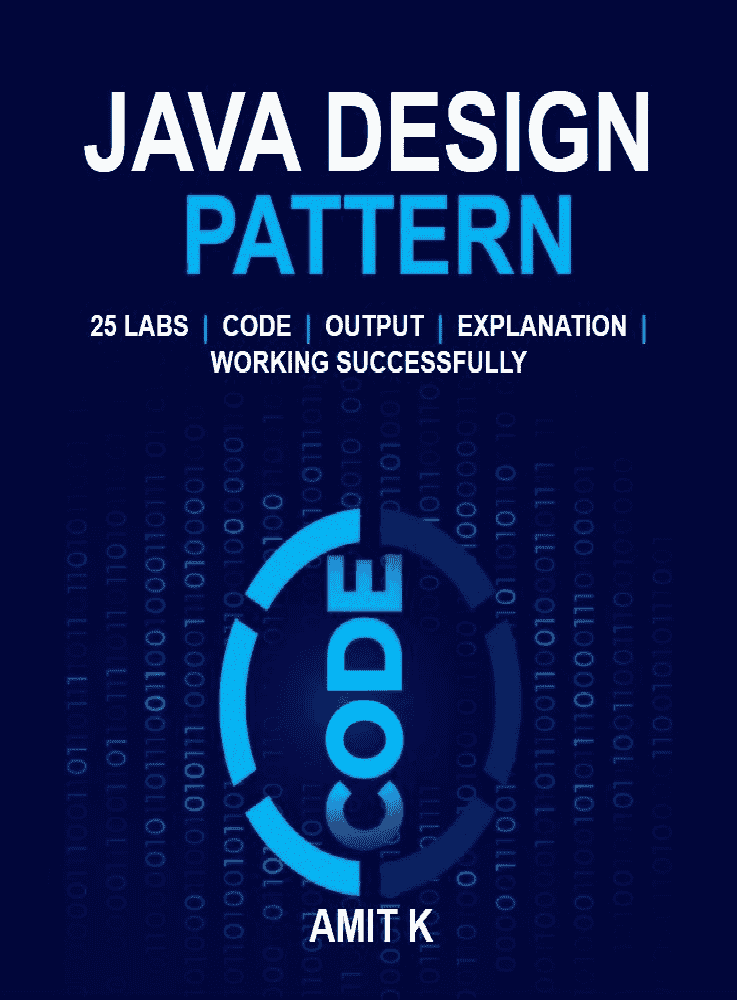 JAVA DESIGN
PATTERN
25 LABS | CODE | OUTPUT | EXPLANATION |
WORKING SUCCESSFULLY
CODE
AMIT K